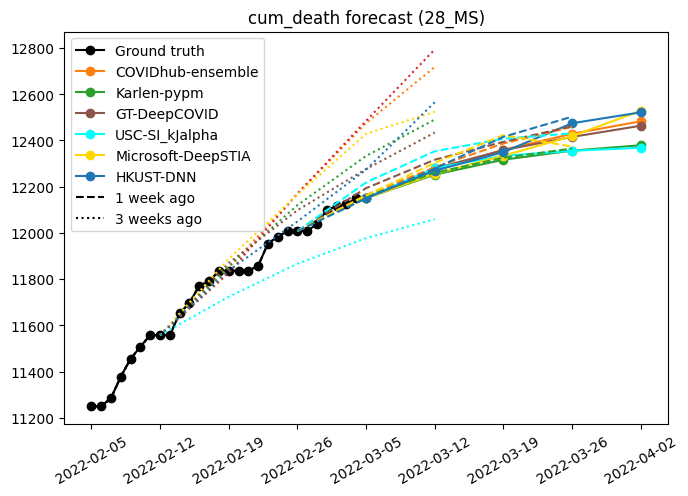 cum_death forecast (28_MS)
12800
12600
12400
12200
12000
11800
11600
11400
11200
Ground truth
COVIDhub-ensemble
Karlen-pypm
GT-DeepCOVID
USC-SI_kJalpha
Microsoft-DeepSTIA
HKUST-DNN
1 week ago
3 weeks ago
2022-02-05
2022-02-12
2022-02-19
2022-02-26
2022-03-05
2022-03-12
2022-03-19
2022-03-26
2022-04-02